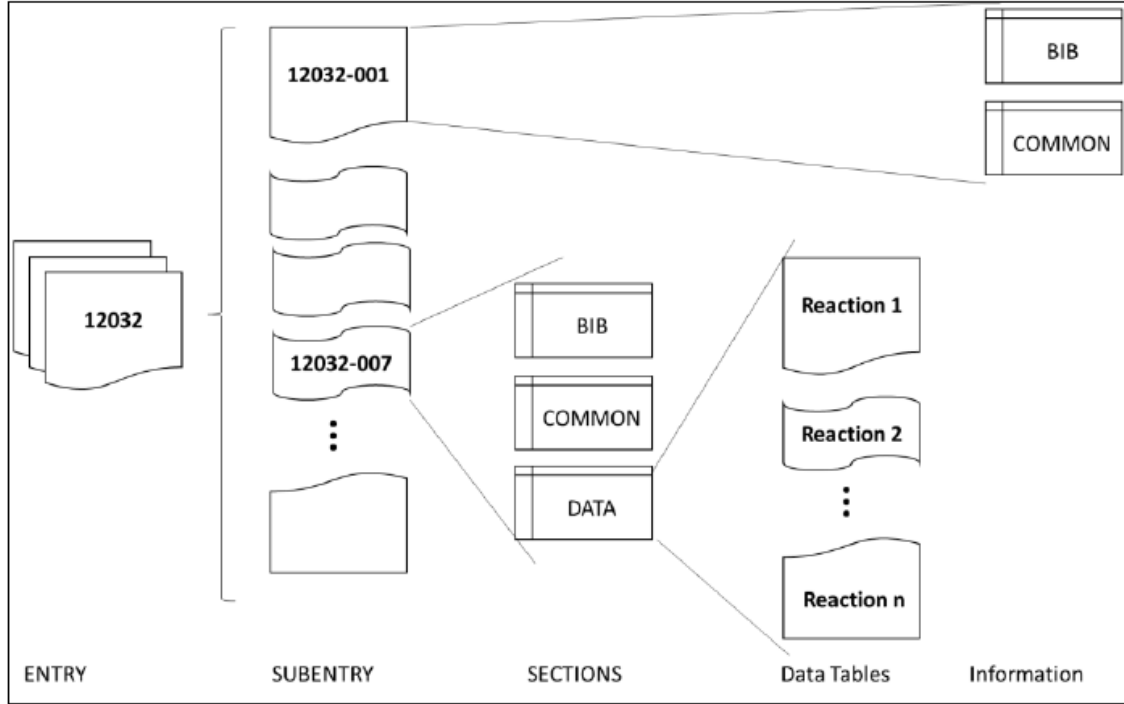 12032-001
BIB
COMMON
12032
12032-007
BIB
COMMON
DATA
Reaction 1
Reaction 2
Reaction n
ENTRY
SUBENTRY
SECTIONS
Data Tables
Information